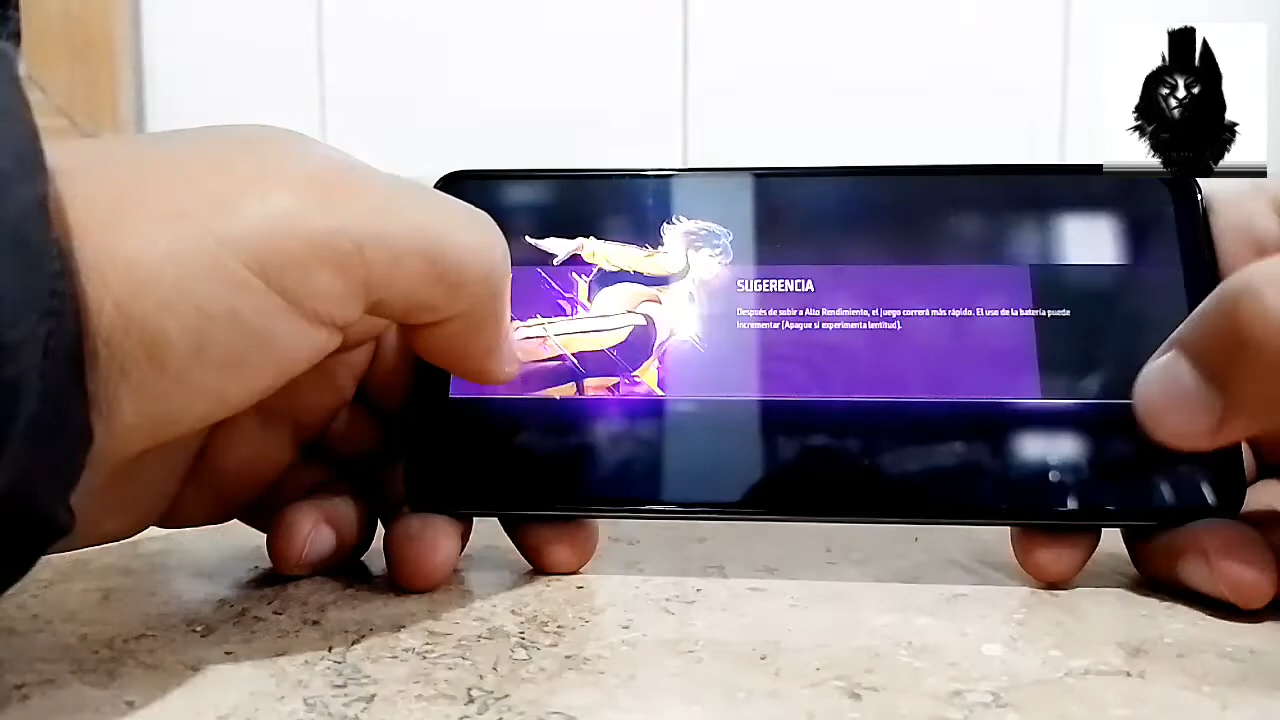 SUGERENCIA
Después de subir a Alto Rendimiento, el juego correrá más rápido. El uso de la batería puede
incrementar (Apague si experimenta lentitud).